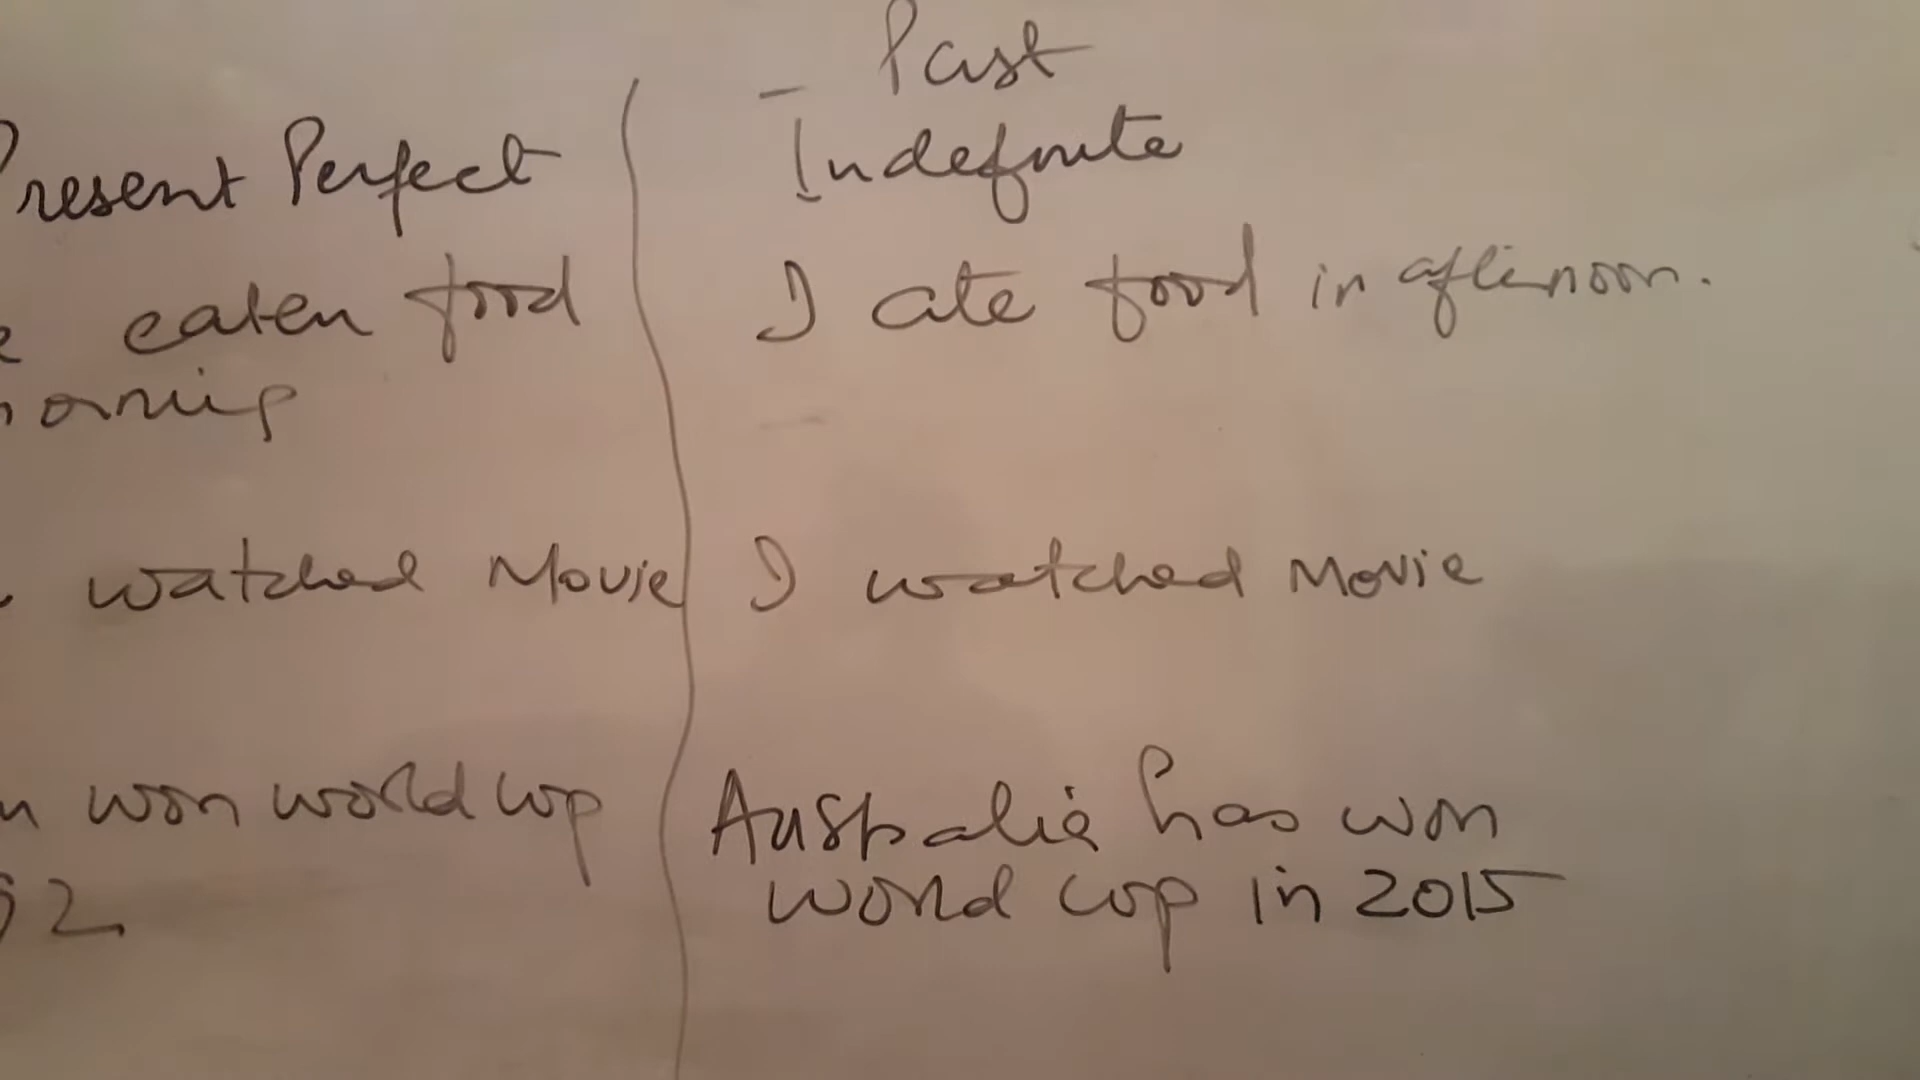 Present Perfect
eaten food
watched Movie
won world cup
Past
Indefinite
I ate food in afternoon.
I watched Movie
Australia has won
world cup in 2015